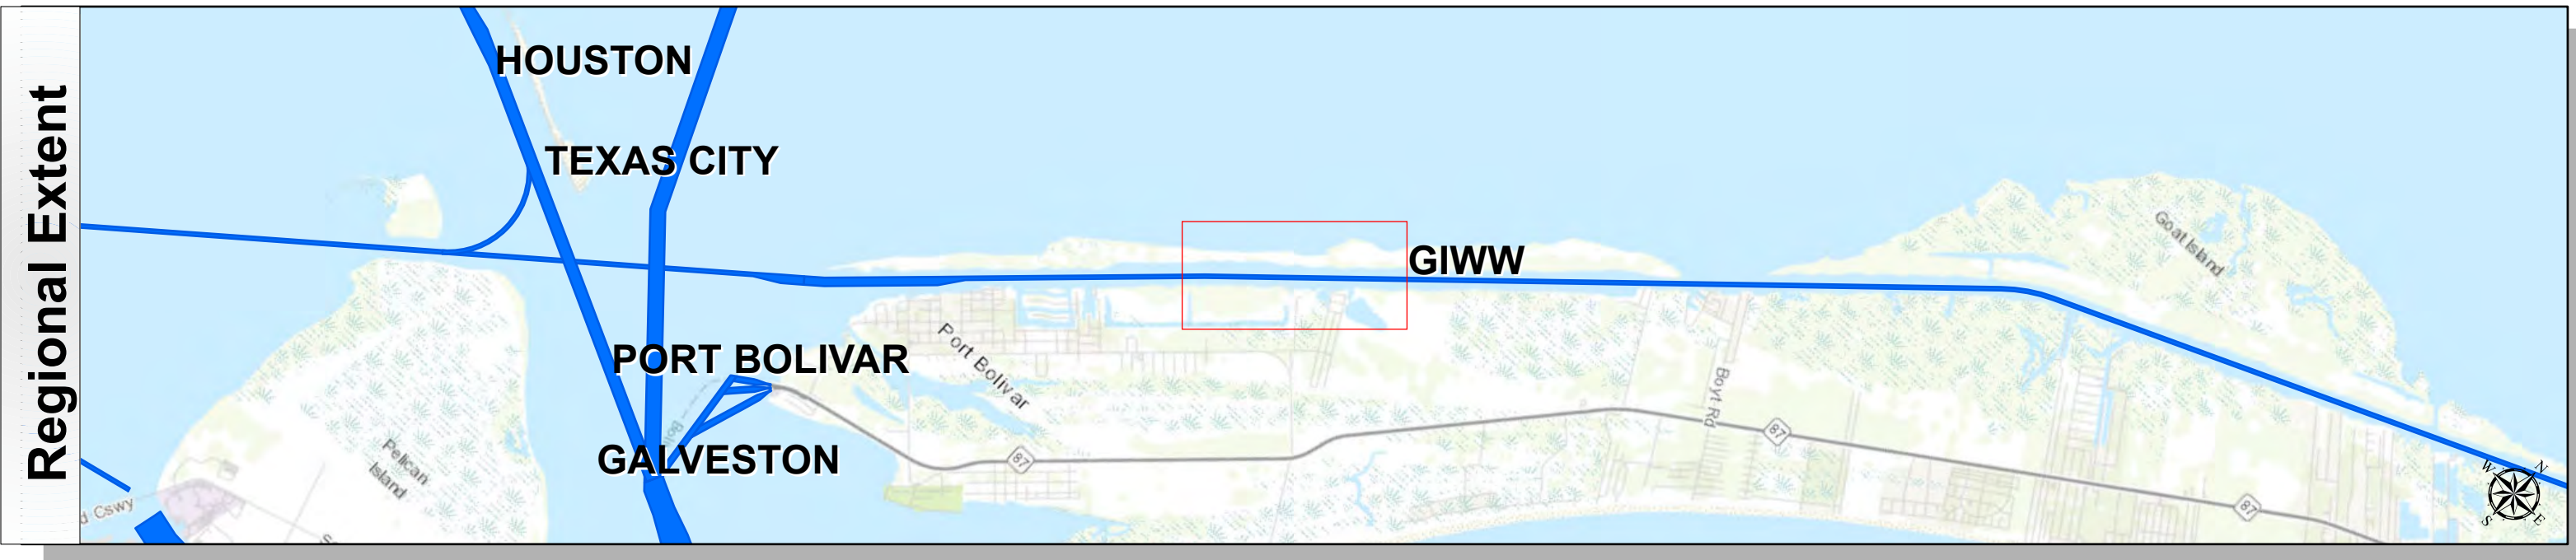 Regional Extent
HOUSTON
TEXAS CITY
GIWW
PORT BOLIVAR
GALVESTON
Goat Island
Port Bolivar
Boyt Rd
87
87
87
Pelican
Island
d Cswy
W
N
S
E